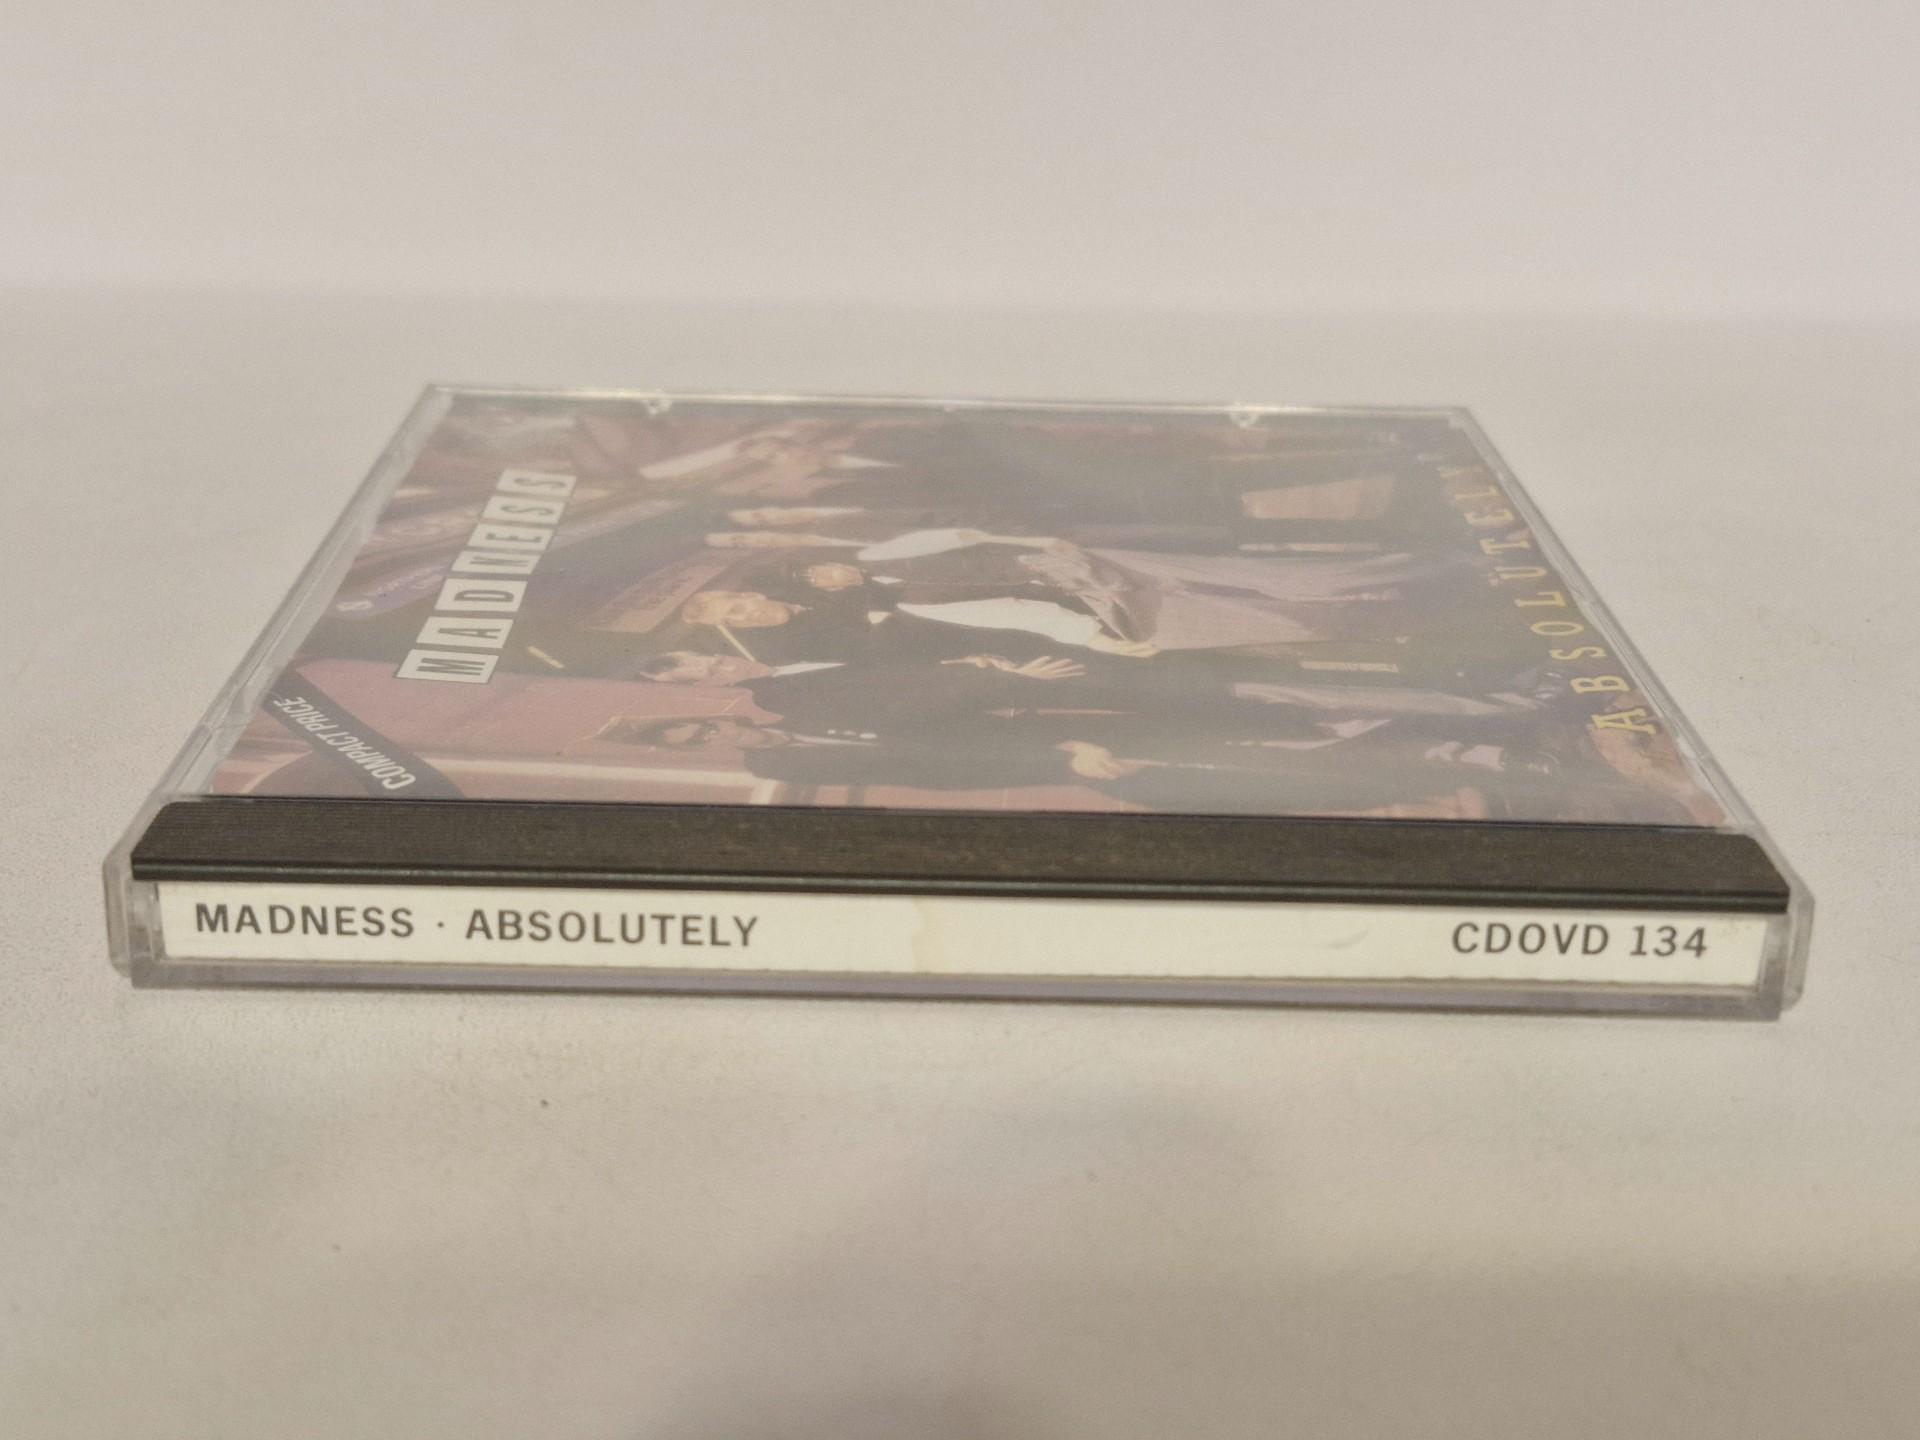 MADNESS
COMPACT PRICE
ABSOLUTELY
MADNESS · ABSOLUTELY
CDOVD 134